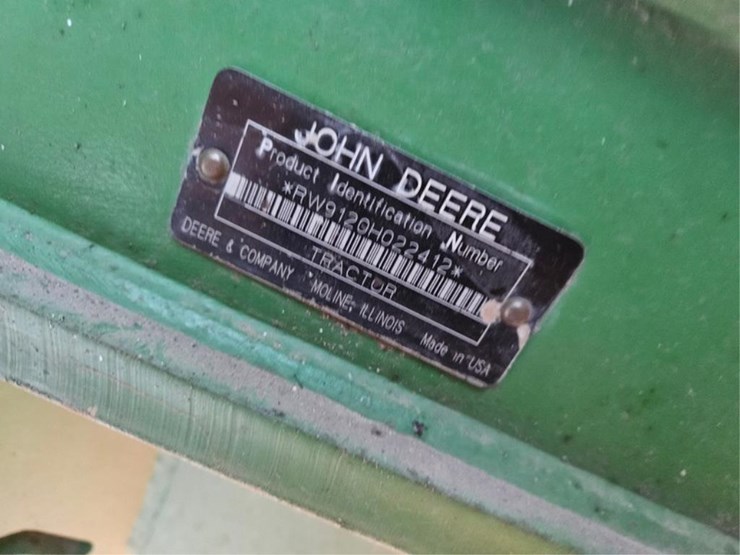 JOHN DEERE
Product Identification Number
*RW9120H022412*
TRACTOR
DEERE & COMPANY MOLINE, ILLINOIS Made in USA